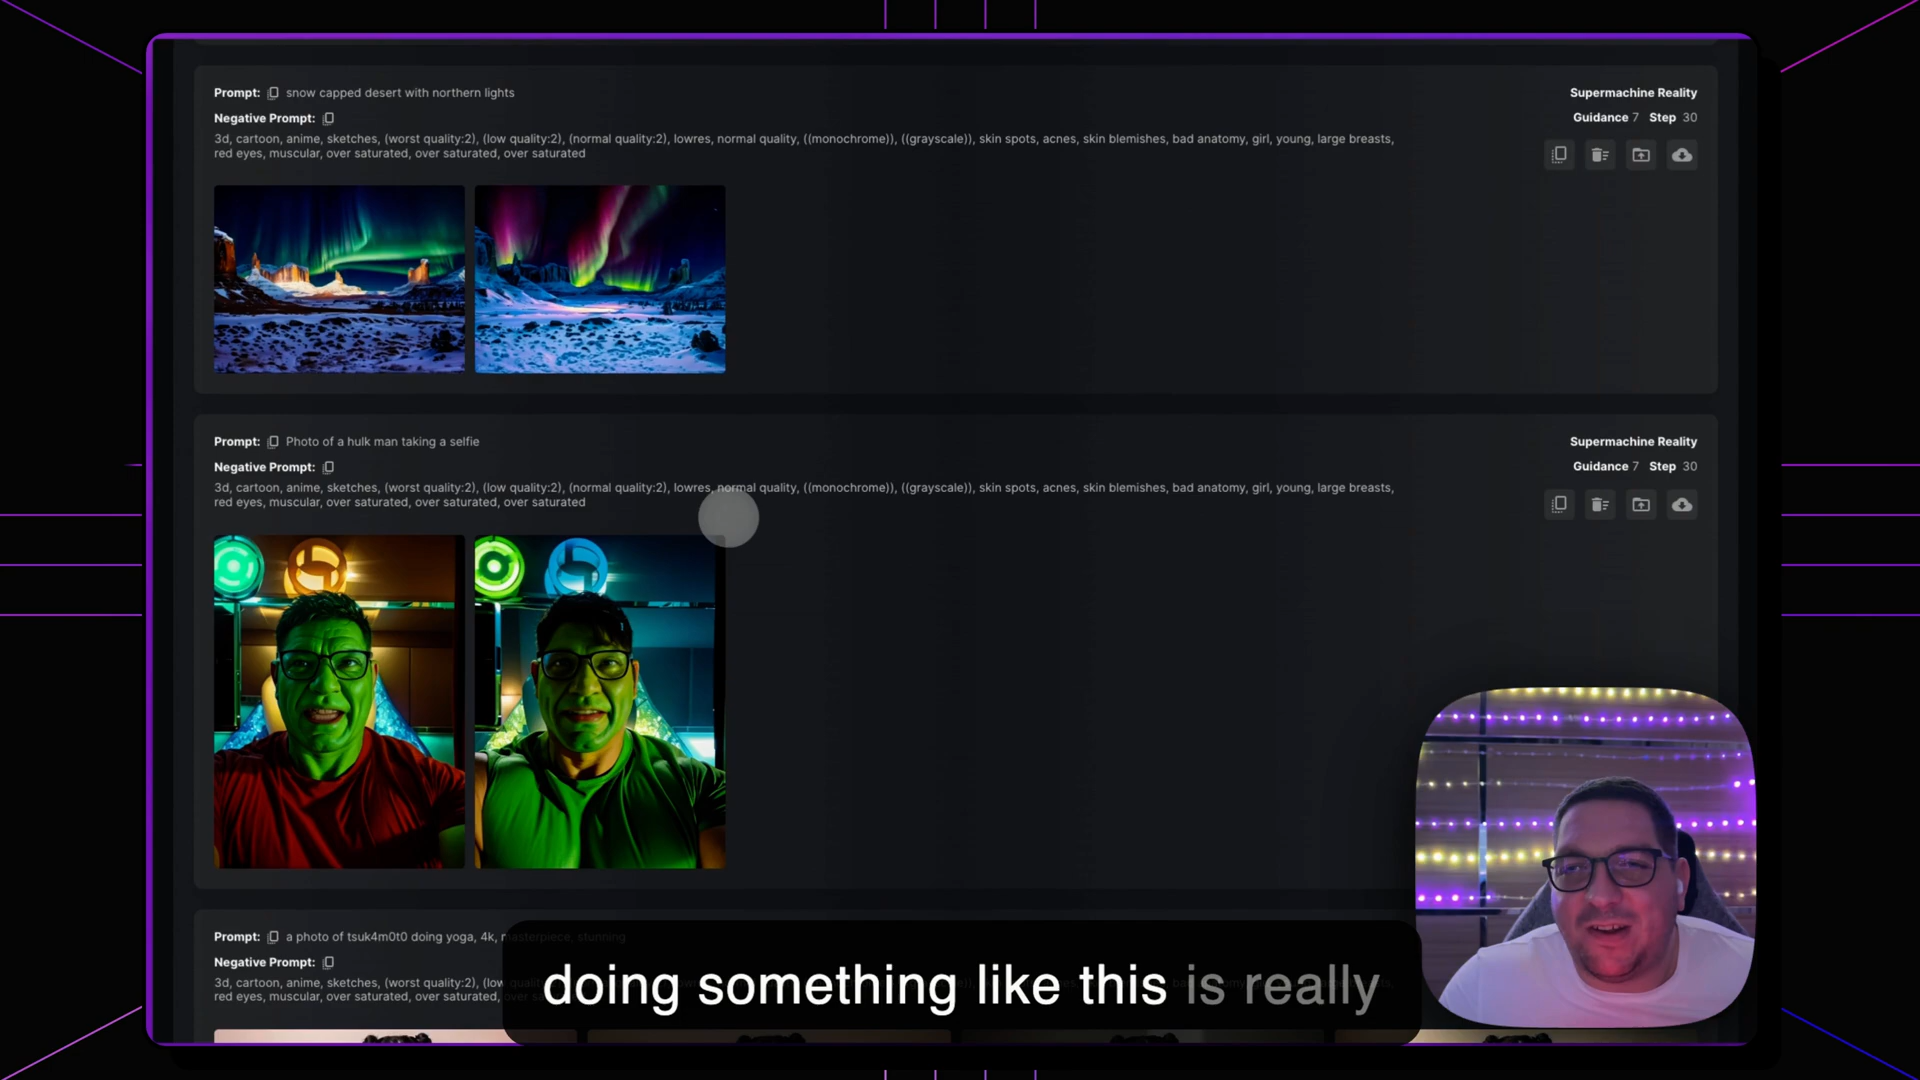 Prompt: snow capped desert with northern lights
Supermachine Reality
Negative Prompt:
Guidance 7 Step 30
3d, cartoon, anime, sketches, (worst quality:2), (low quality:2), (normal quality:2), lowres, normal quality, ((monochrome)), ((grayscale)), skin spots, acnes, skin blemishes, bad anatomy, girl, young, large breasts,
red eyes, muscular, over saturated, over saturated, over saturated
Prompt: Photo of a hulk man taking a selfie
Supermachine Reality
Negative Prompt:
Guidance 7 Step 30
3d, cartoon, anime, sketches, (worst quality:2), (low quality:2), (normal quality:2), lowres, normal quality, ((monochrome)), ((grayscale)), skin spots, acnes, skin blemishes, bad anatomy, girl, young, large breasts,
red eyes, muscular, over saturated, over saturated, over saturated
Prompt: a photo of tsuk4m0t0 doing yoga, 4k, masterpiece, stunning
Negative Prompt:
3d, cartoon, anime, sketches, (worst quality:2), (low
red eyes, muscular, over saturated, over saturated,
doing something like this is really